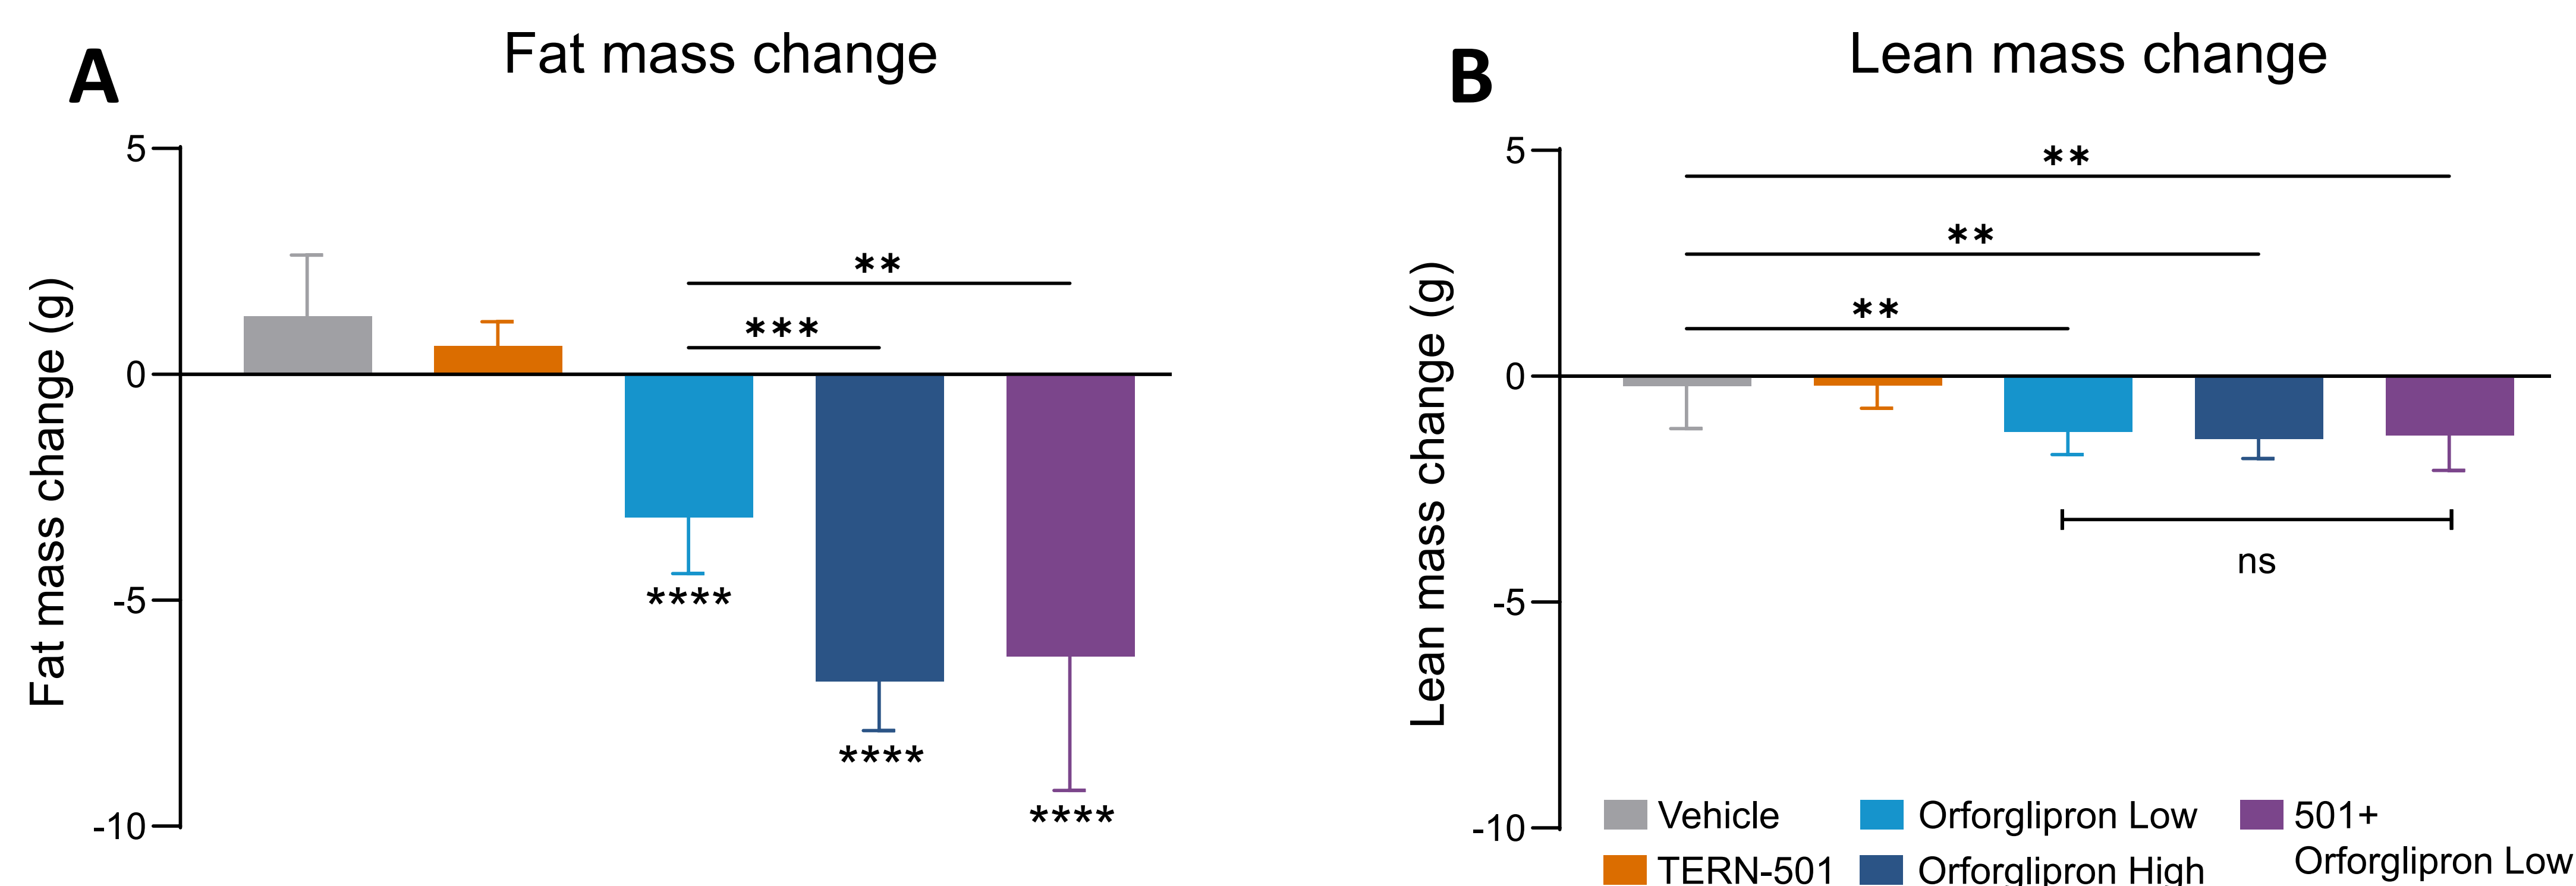 A
Fat mass change
Fat mass change (g)
5
0
-5
-10
**
***
****
****
****
B
Lean mass change
Lean mass change (g)
5
0
-5
-10
**
**
**
ns
Vehicle
TERN-501
Orforglipron Low
Orforglipron High
501+
Orforglipron Low